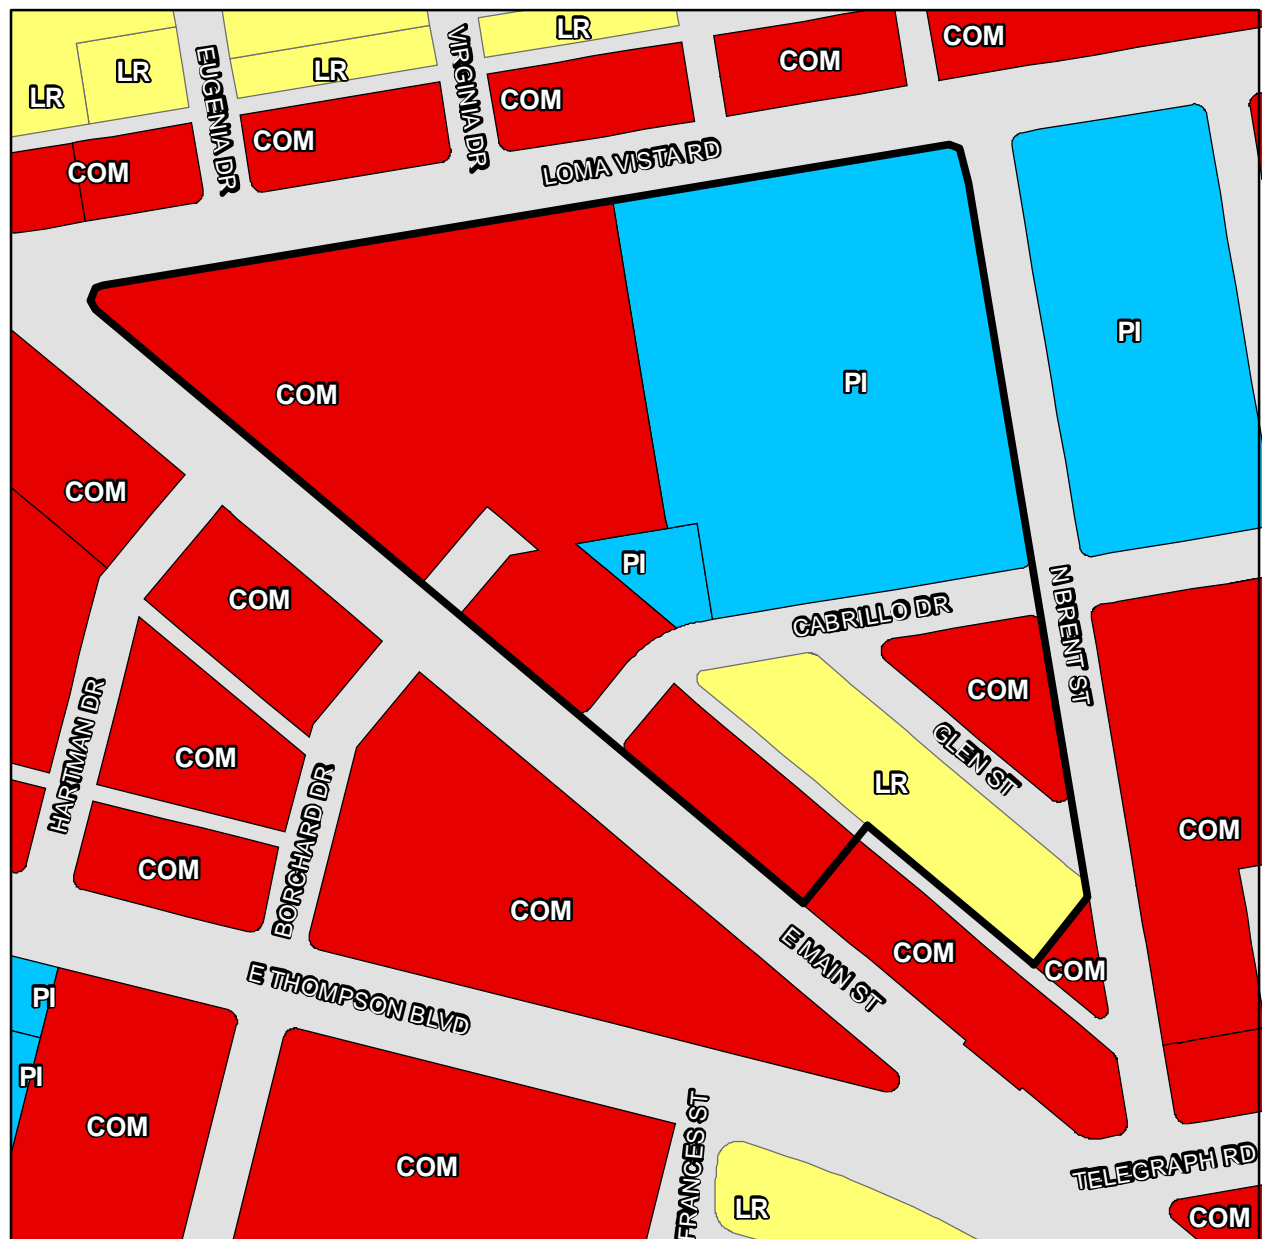 LR
COM
COM
COM
LR
LR
LR
EUGENIA DR
VIRGINIA DR
COM
COM
COM
LOMA VISTA RD
COM
PI
PI
COM
COM
COM
PI
CABRILLO DR
N BRENT ST
COM
HARTMAN DR
COM
GLEN ST
LR
BORCHARD DR
COM
COM
COM
E MAIN ST
COM
COM
E THOMPSON BLVD
PI
PI
COM
COM
FRANCES ST
TELEGRAPH RD
LR
COM